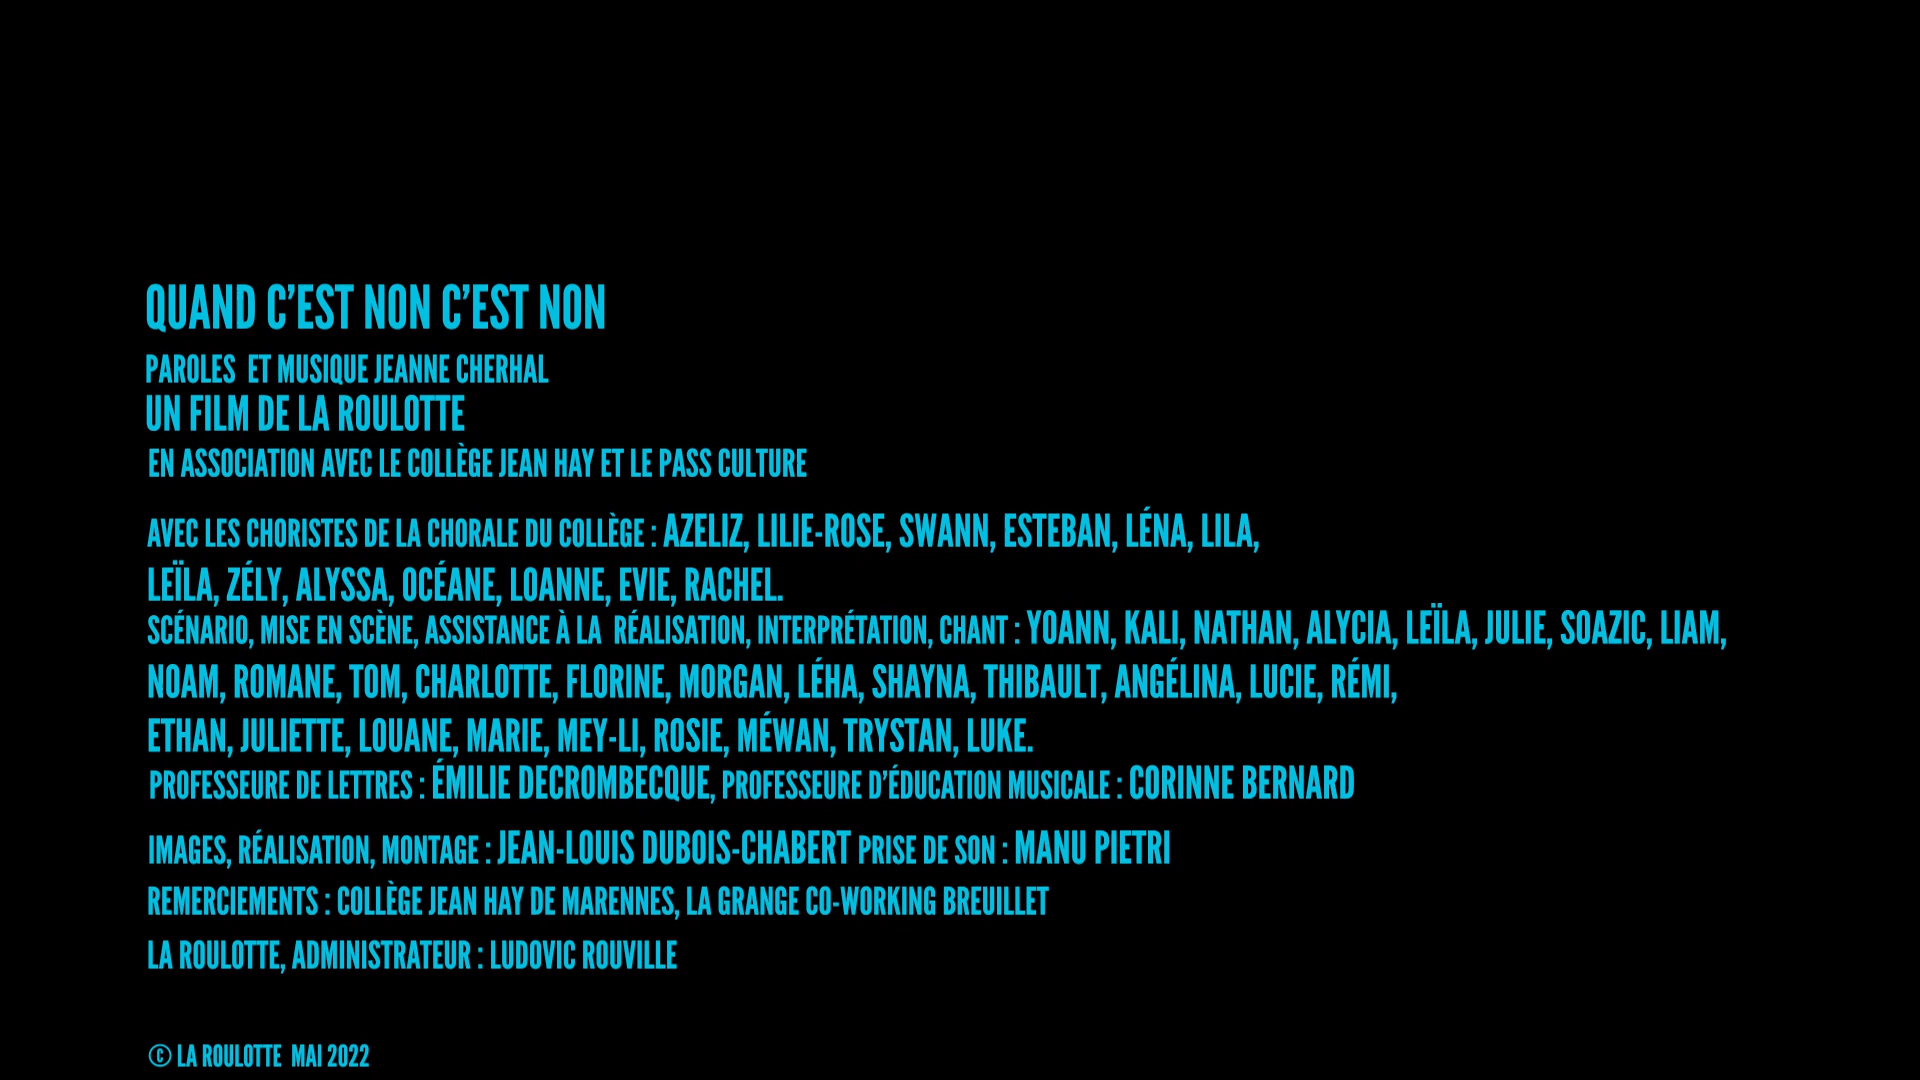 QUAND C’EST NON C’EST NON
PAROLES ET MUSIQUE JEANNE CHERHAL
UN FILM DE LA ROULOTTE
EN ASSOCIATION AVEC LE COLLÈGE JEAN HAY ET LE PASS CULTURE
AVEC LES CHORISTES DE LA CHORALE DU COLLÈGE : AZELIZ, LILIE-ROSE, SWANN, ESTEBAN, LÉNA, LILA,
LEÏLA, ZÉLY, ALYSSA, OCÉANE, LOANNE, EVIE, RACHEL.
SCÉNARIO, MISE EN SCÈNE, ASSISTANCE À LA RÉALISATION, INTERPRÉTATION, CHANT : YOANN, KALI, NATHAN, ALYCIA, LEÏLA, JULIE, SOAZIC, LIAM,
NOAM, ROMANE, TOM, CHARLOTTE, FLORINE, MORGAN, LÉHA, SHAYNA, THIBAULT, ANGÉLINA, LUCIE, RÉMI,
ETHAN, JULIETTE, LOUANE, MARIE, MEY-LI, ROSIE, MÉWAN, TRYSTAN, LUKE.
PROFESSEURE DE LETTRES : ÉMILIE DECROMBECQUE, PROFESSEURE D’ÉDUCATION MUSICALE : CORINNE BERNARD
IMAGES, RÉALISATION, MONTAGE : JEAN-LOUIS DUBOIS-CHABERT PRISE DE SON : MANU PIETRI
REMERCIEMENTS : COLLÈGE JEAN HAY DE MARENNES, LA GRANGE CO-WORKING BREUILLET
LA ROULOTTE, ADMINISTRATEUR : LUDOVIC ROUVILLE
© LA ROULOTTE MAI 2022